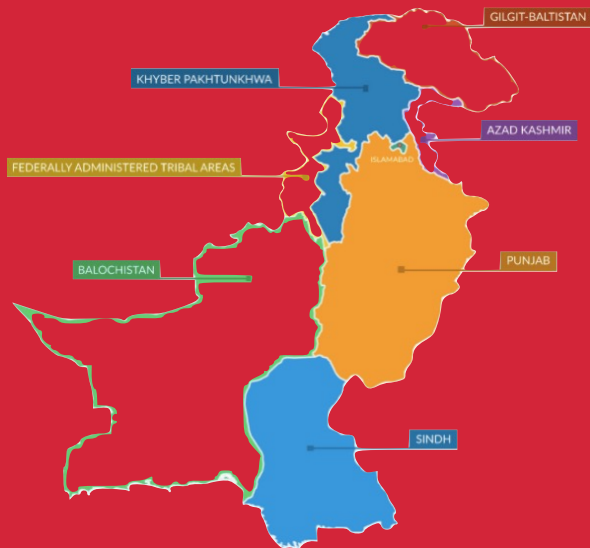 GILGIT-BALTISTAN
KHYBER PAKHTUNKHWA
AZAD KASHMIR
ISLAMABAD
FEDERALLY ADMINISTERED TRIBAL AREAS
PUNJAB
BALOCHISTAN
SINDH